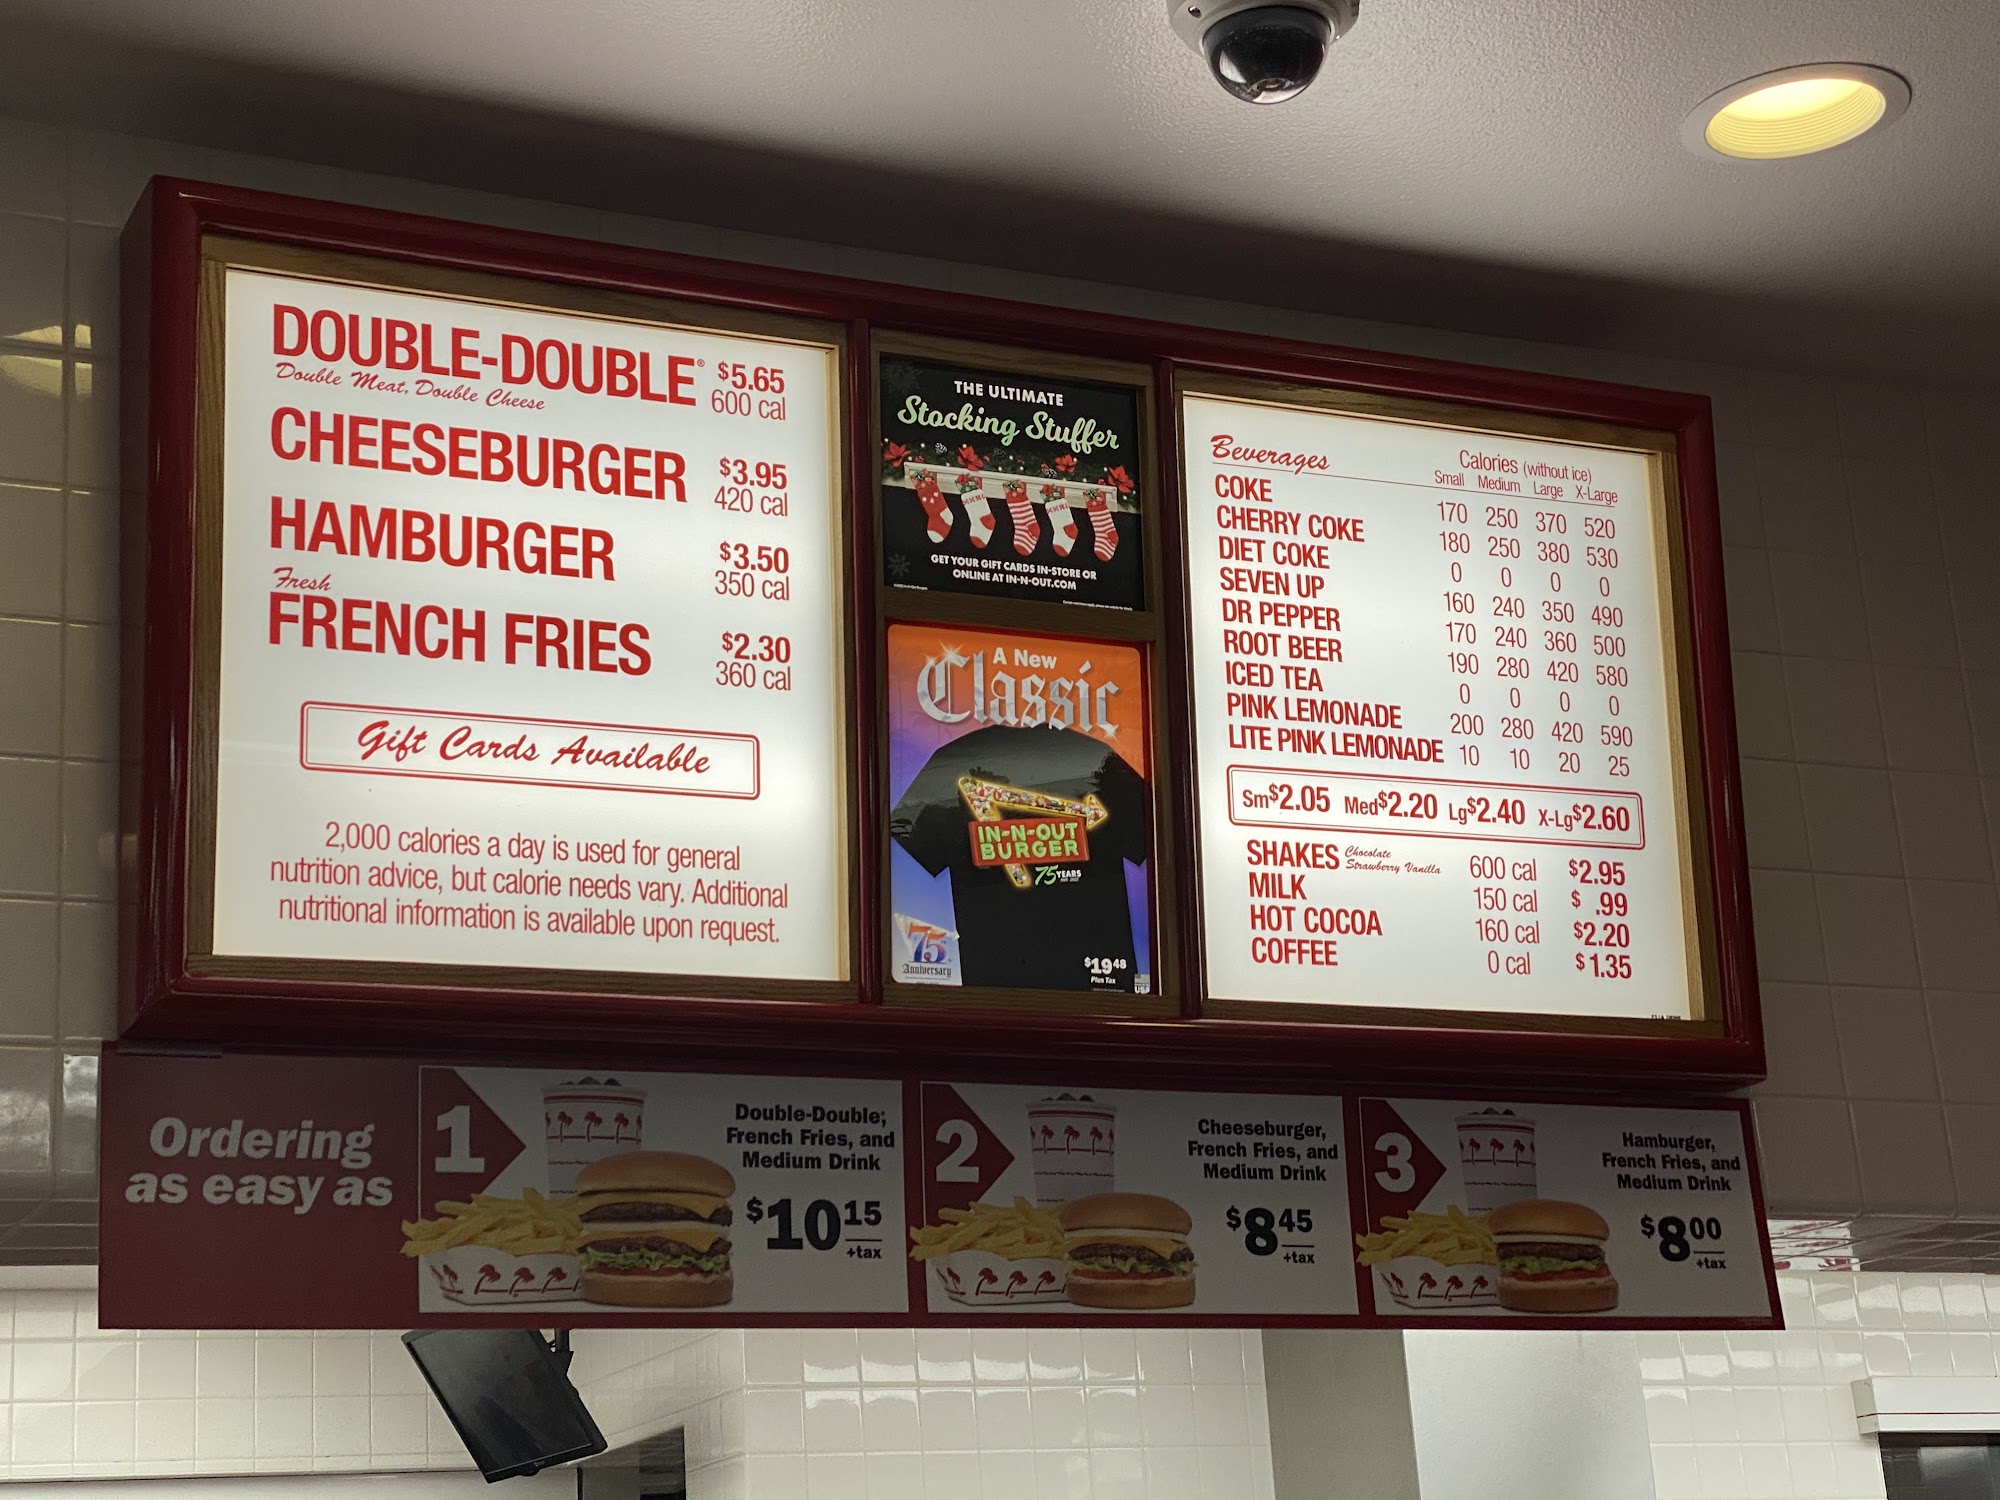 DOUBLE-DOUBLE® $5.65
Double Meat, Double Cheese 600 cal
CHEESEBURGER $3.95
420 cal
HAMBURGER $3.50
350 cal
Fresh
FRENCH FRIES $2.30
360 cal
Gift Cards Available
2,000 calories a day is used for general
nutrition advice, but calorie needs vary. Additional
nutritional information is available upon request.
THE ULTIMATE
Stocking Stuffer
GET YOUR GIFT CARDS IN-STORE OR
ONLINE AT IN-N-OUT.COM
A New
Classic
IN-N-OUT
BURGER
75 YEARS
75th
Anniversary
$19.48
Plus Tax
USA
Beverages Calories (without ice)
Small Medium Large X-Large
COKE 170 250 370 520
CHERRY COKE 180 250 380 530
DIET COKE 0 0 0 0
SEVEN UP 160 240 350 490
DR PEPPER 170 240 360 500
ROOT BEER 190 280 420 580
ICED TEA 0 0 0 0
PINK LEMONADE 200 280 420 590
LITE PINK LEMONADE 10 10 20 25
Sm$2.05 Med$2.20 Lg$2.40 X-Lg$2.60
SHAKES Chocolate Strawberry Vanilla 600 cal $2.95
MILK 150 cal $ .99
HOT COCOA 160 cal $2.20
COFFEE 0 cal $1.35
Ordering
as easy as
1
Double-Double,
French Fries, and
Medium Drink
$10.15
+tax
2
Cheeseburger,
French Fries, and
Medium Drink
$8.45
+tax
3
Hamburger,
French Fries, and
Medium Drink
$8.00
+tax